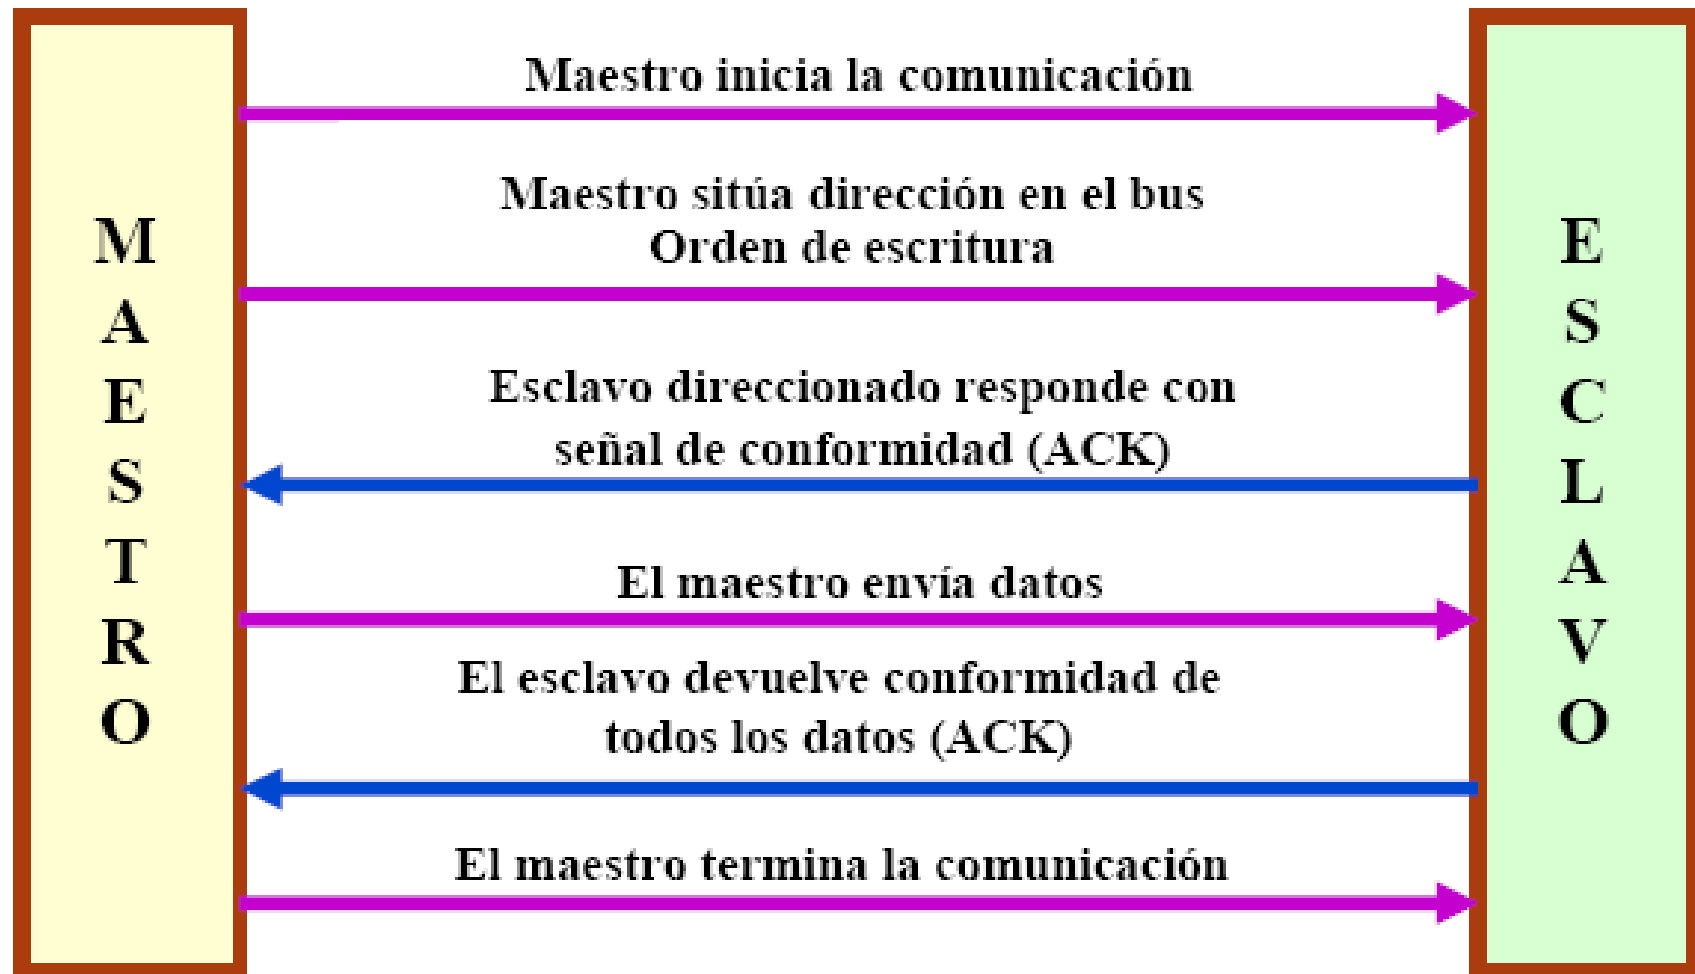 MAESTRO
Maestro inicia la comunicación
Maestro sitúa dirección en el bus
Orden de escritura
Esclavo direccionado responde con
señal de conformidad (ACK)
El maestro envía datos
El esclavo devuelve conformidad de
todos los datos (ACK)
El maestro termina la comunicación
ESCLAVO